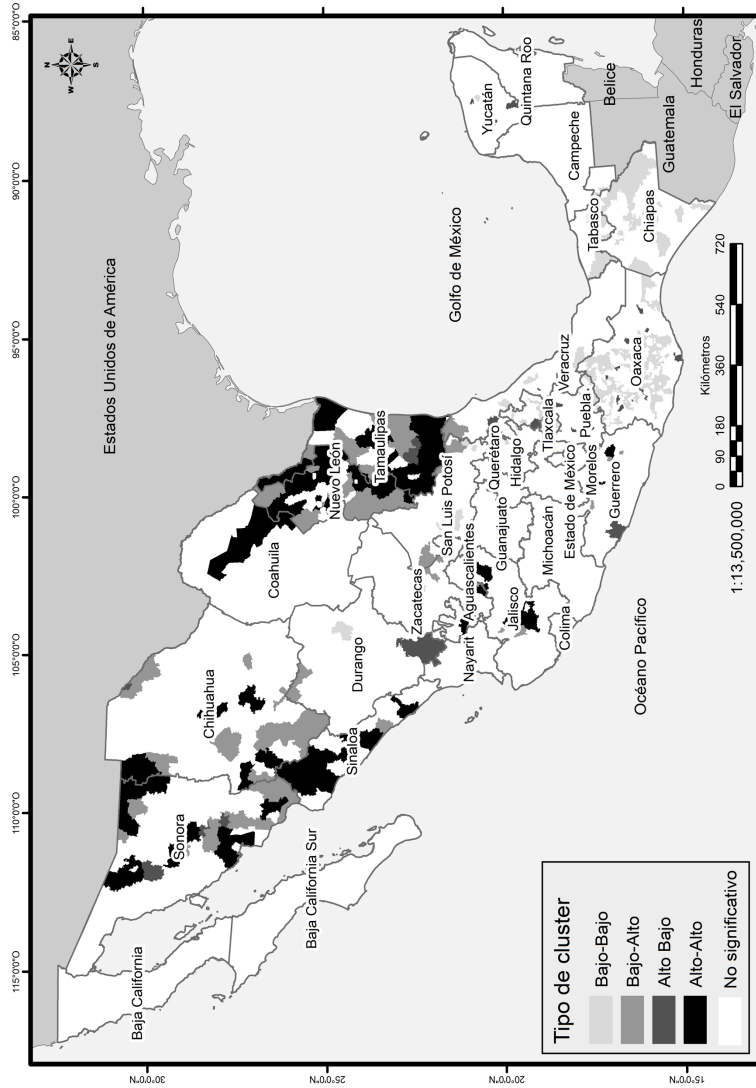 115°0'0"O
110°0'0"O
105°0'0"O
100°0'0"O
95°0'0"O
90°0'0"O
85°0'0"O
30°0'0"N
25°0'0"N
20°0'0"N
15°0'0"N
N
W
E
S
Estados Unidos de América
Baja California
Sonora
Chihuahua
Coahuila
Baja California Sur
Sinaloa
Durango
Nuevo León
Tamaulipas
Golfo de México
Zacatecas
San Luis Potosí
Nayarit
Aguascalientes
Guanajuato
Querétaro
Hidalgo
Yucatán
Quintana Roo
Jalisco
Michoacán
Estado de México
Tlaxcala
Veracruz
Campeche
Colima
Morelos
Puebla
Tabasco
Belice
Guerrero
Oaxaca
Chiapas
Guatemala
Honduras
El Salvador
Océano Pacífico
Kilómetros
0
90
180
360
540
720
1:13,500,000
Tipo de cluster
Bajo-Bajo
Bajo-Alto
Alto Bajo
Alto-Alto
No significativo